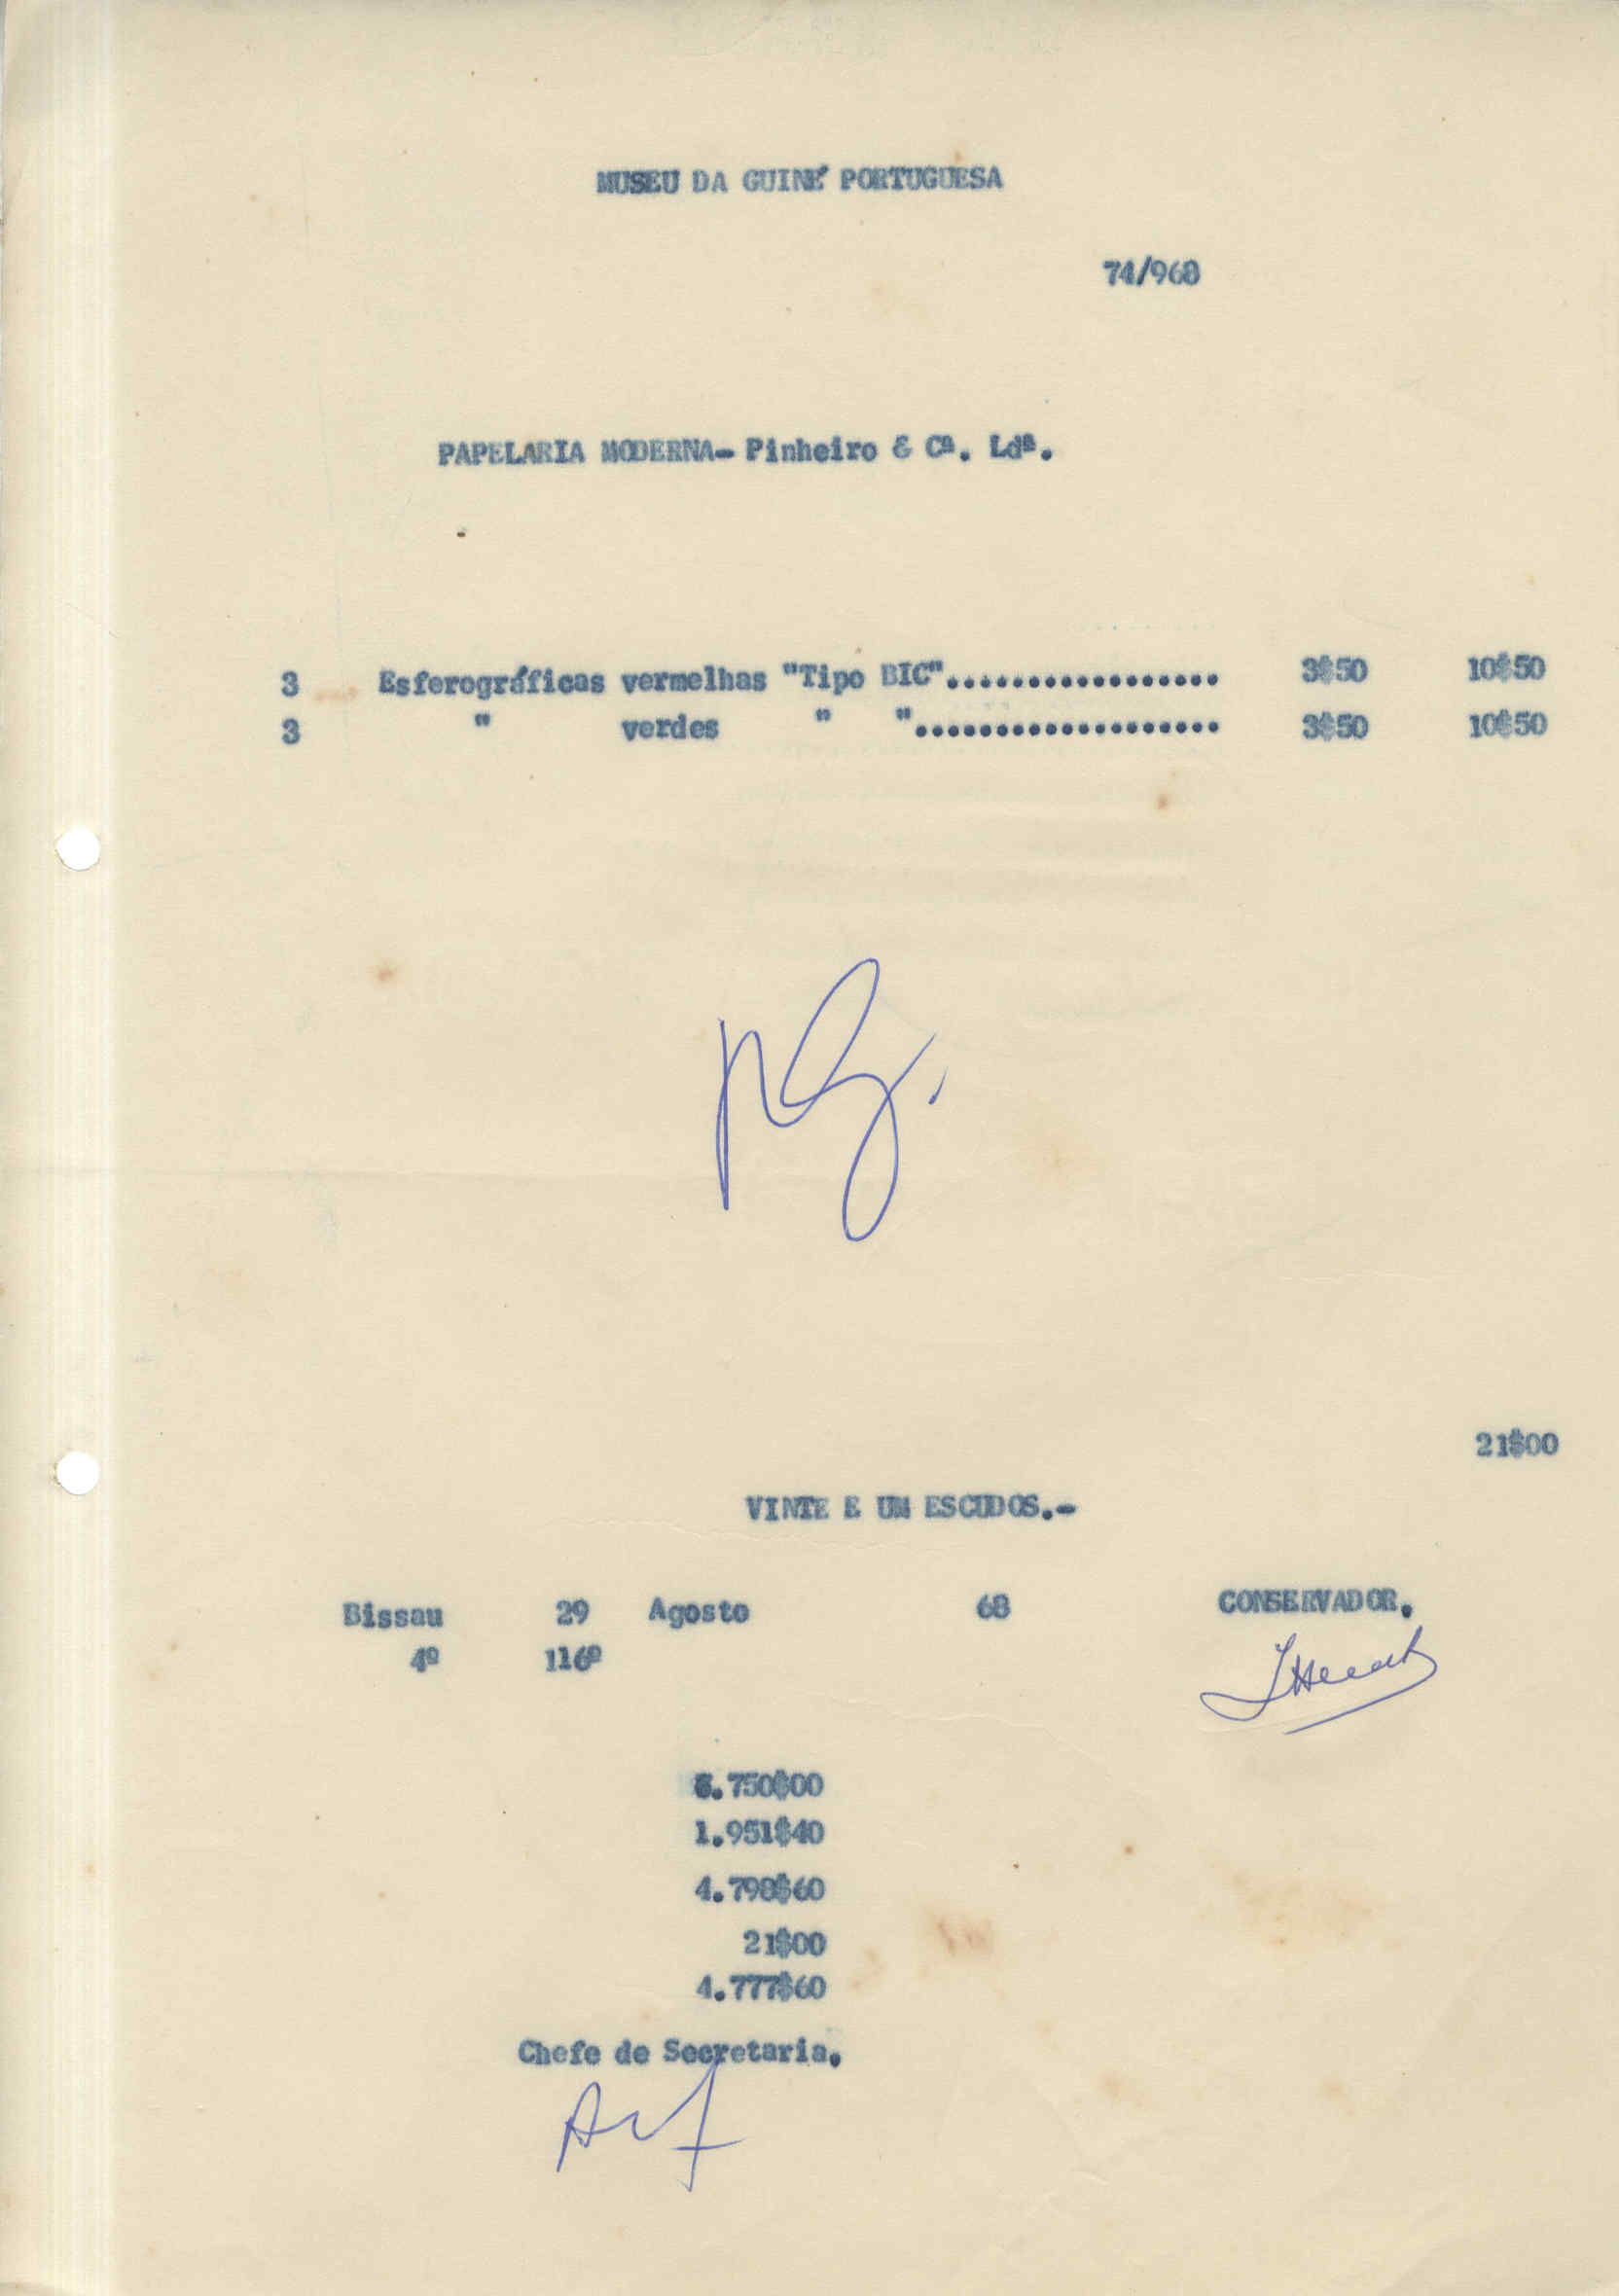 MUSEU DA GUINÉ PORTUGUESA
74/968
PAPELARIA MODERNA- Pinheiro & Cª. Ldª.
3 Esferográficas vermelhas "Tipo BIC"................. 3$50 10$50
3 " verdes " "................... 3$50 10$50
21$00
VINTE E UM ESCUDOS.-
Bissau 29 Agosto 68 CONSERVADOR.
4º 116º
6.750$00
1.951$40
4.798$60
21$00
4.777$60
Chefe de Secretaria.